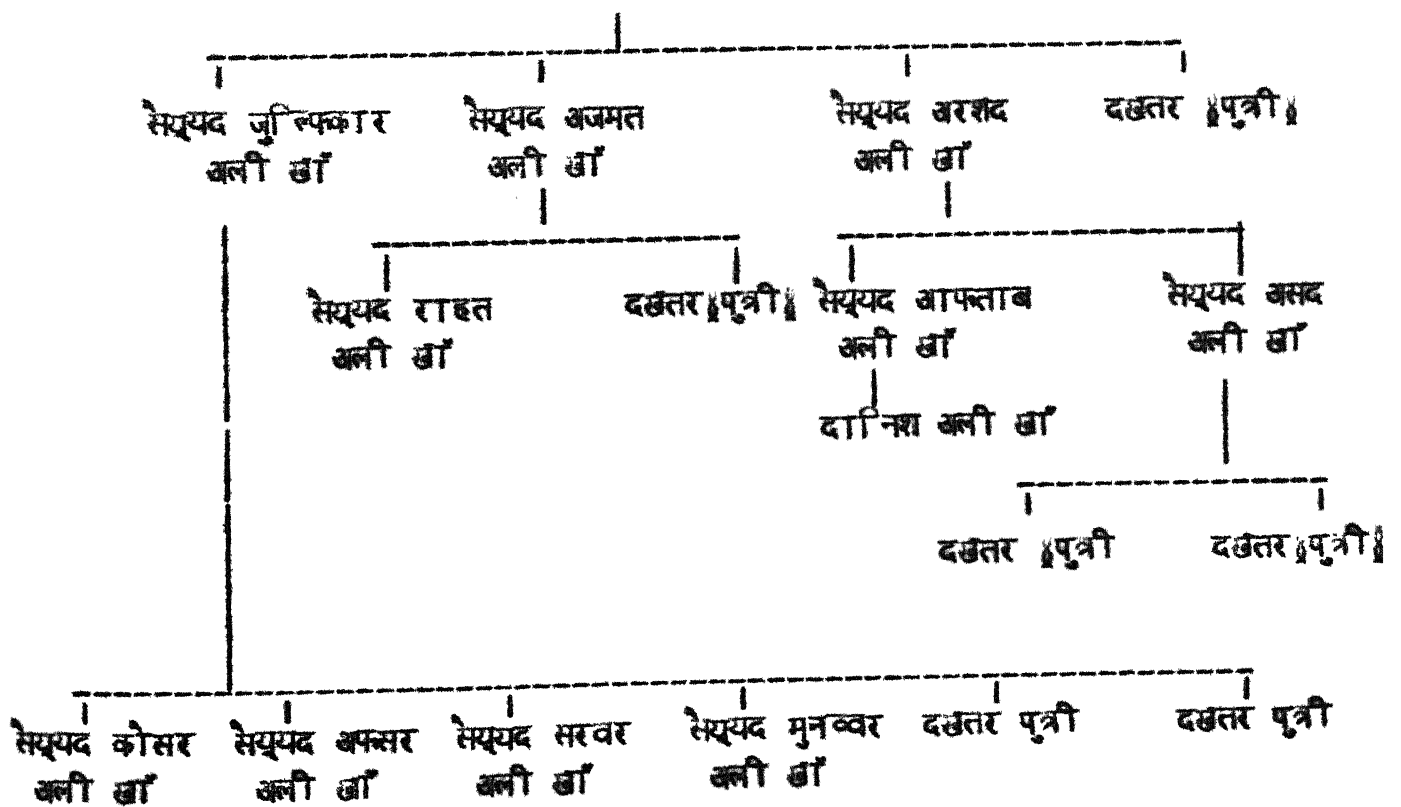 सैय्यद जुल्फिकार
अली खाँ
सैय्यद अजमत
अली खाँ
सैय्यद अरशद
अली खाँ
दख्तर (पुत्री)
सैय्यद राहत
अली खाँ
दख्तर (पुत्री)
सैय्यद आफताब
अली खाँ
सैय्यद असद
अली खाँ
दानिश अली खाँ
दख्तर (पुत्री
दख्तर (पुत्री)
सैय्यद कोसर
अली खाँ
सैय्यद अफसर
अली खाँ
सैय्यद सरवर
अली खाँ
सैय्यद मुनव्वर
अली खाँ
दख्तर पुत्री
दख्तर पुत्री